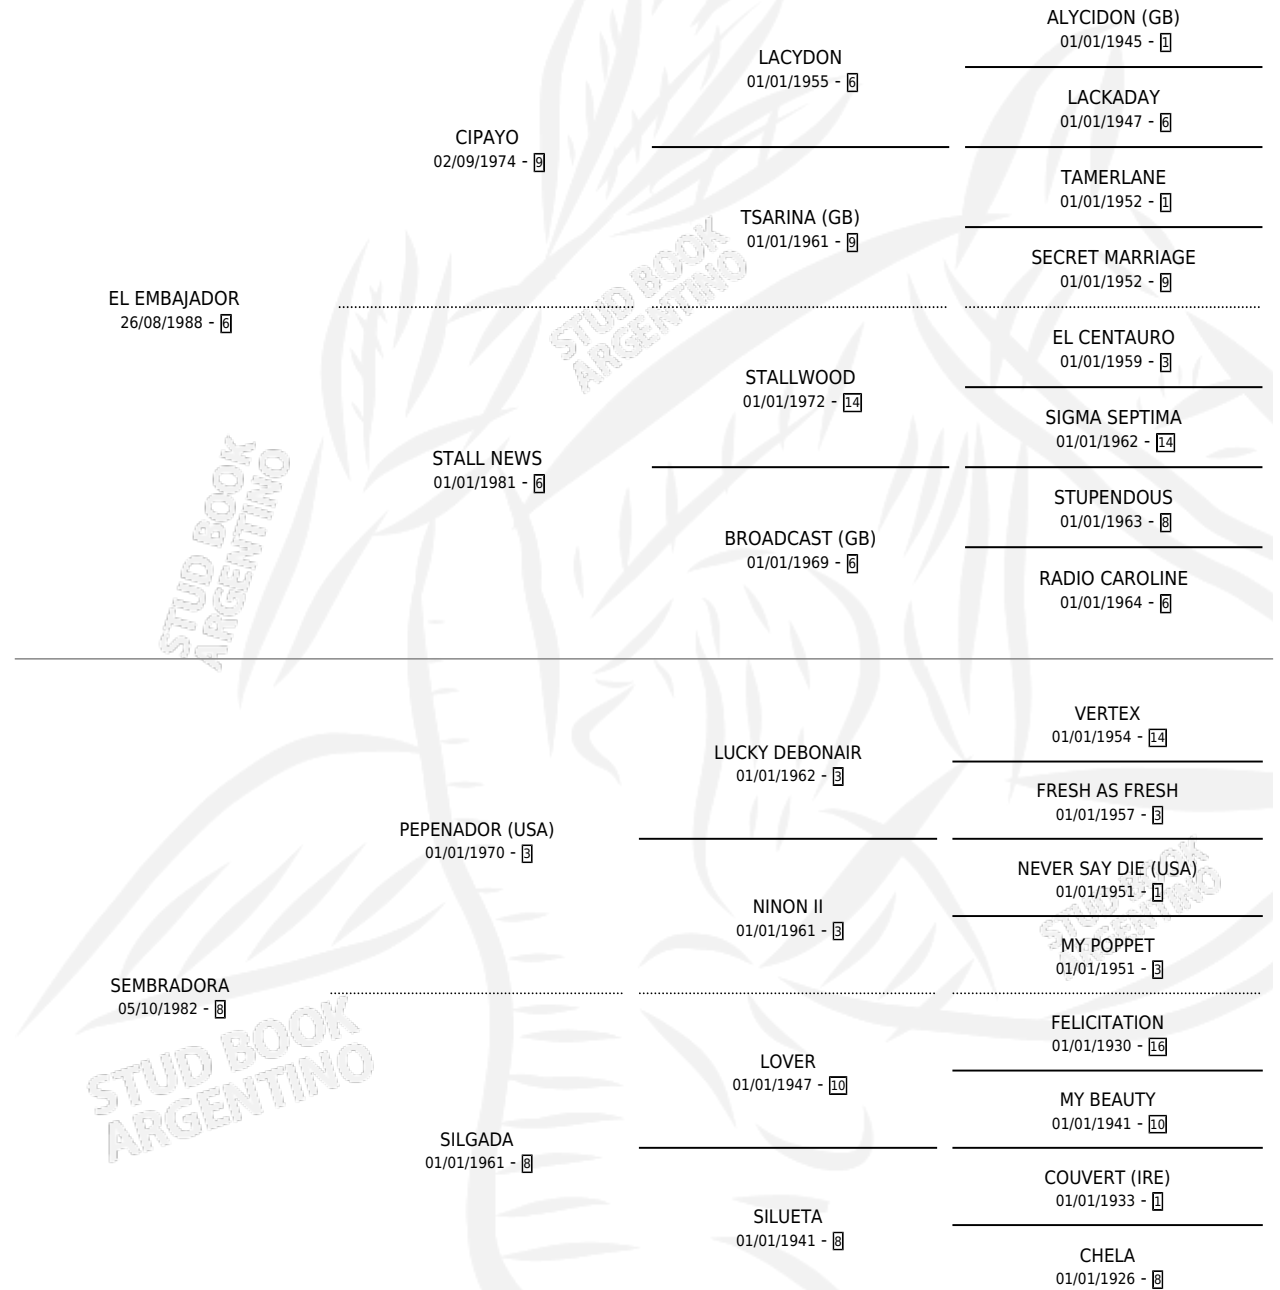 ALYCIDON (GB)
01/01/1945 - 1
LACYDON
01/01/1955 - 6
LACKADAY
01/01/1947 - 6
CIPAYO
02/09/1974 - 9
TAMERLANE
01/01/1952 - 1
TSARINA (GB)
01/01/1961 - 9
SECRET MARRIAGE
01/01/1952 - 9
EL EMBAJADOR
26/08/1988 - 6
EL CENTAURO
01/01/1959 - 3
STALLWOOD
01/01/1972 - 14
SIGMA SEPTIMA
01/01/1962 - 14
STALL NEWS
01/01/1981 - 6
STUPENDOUS
01/01/1963 - 8
BROADCAST (GB)
01/01/1969 - 6
RADIO CAROLINE
01/01/1964 - 6
VERTEX
01/01/1954 - 14
LUCKY DEBONAIR
01/01/1962 - 3
FRESH AS FRESH
01/01/1957 - 3
PEPENADOR (USA)
01/01/1970 - 3
NEVER SAY DIE (USA)
01/01/1951 - 1
NINON II
01/01/1961 - 3
MY POPPET
01/01/1951 - 3
SEMBRADORA
05/10/1982 - 8
FELICITATION
01/01/1930 - 16
LOVER
01/01/1947 - 10
MY BEAUTY
01/01/1941 - 10
SILGADA
01/01/1961 - 8
COUVERT (IRE)
01/01/1933 - 1
SILUETA
01/01/1941 - 8
CHELA
01/01/1926 - 8
STUD BOOK
ARGENTINO
STUD BOOK
ARGENTINO
STUD BOOK
ARGENTINO
STUD BOOK
ARGENTINO